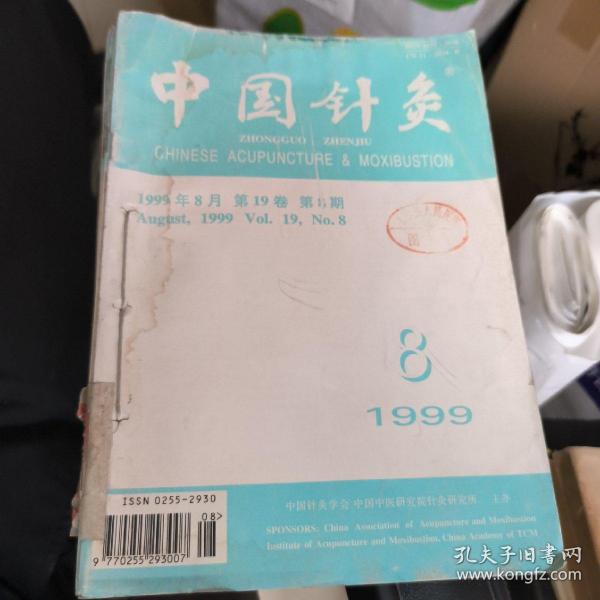 中国针灸
ZHONGGUO ZHENJIU
CHINESE ACUPUNCTURE & MOXIBUSTION
1999年8月 第19卷 第8期
August, 1999 Vol. 19, No.8
图
8
1999
ISSN 0255-2930
08>
9 770255 293007
中国针灸学会 中国中医研究院针灸研究所 主办
SPONSORS: China Association of Acupuncture and Moxibustion
Institute of Acupuncture and Moxibustion, China Academy of TCM
孔夫子旧书网
www.kongfz.com